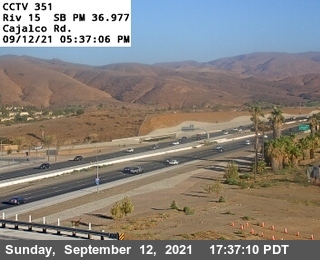 CCTV 351
Riv 15 SB PM 36.977
Cajalco Rd.
09/12/21 05:37:06 PM
Sunday, September 12, 2021 17:37:10 PDT